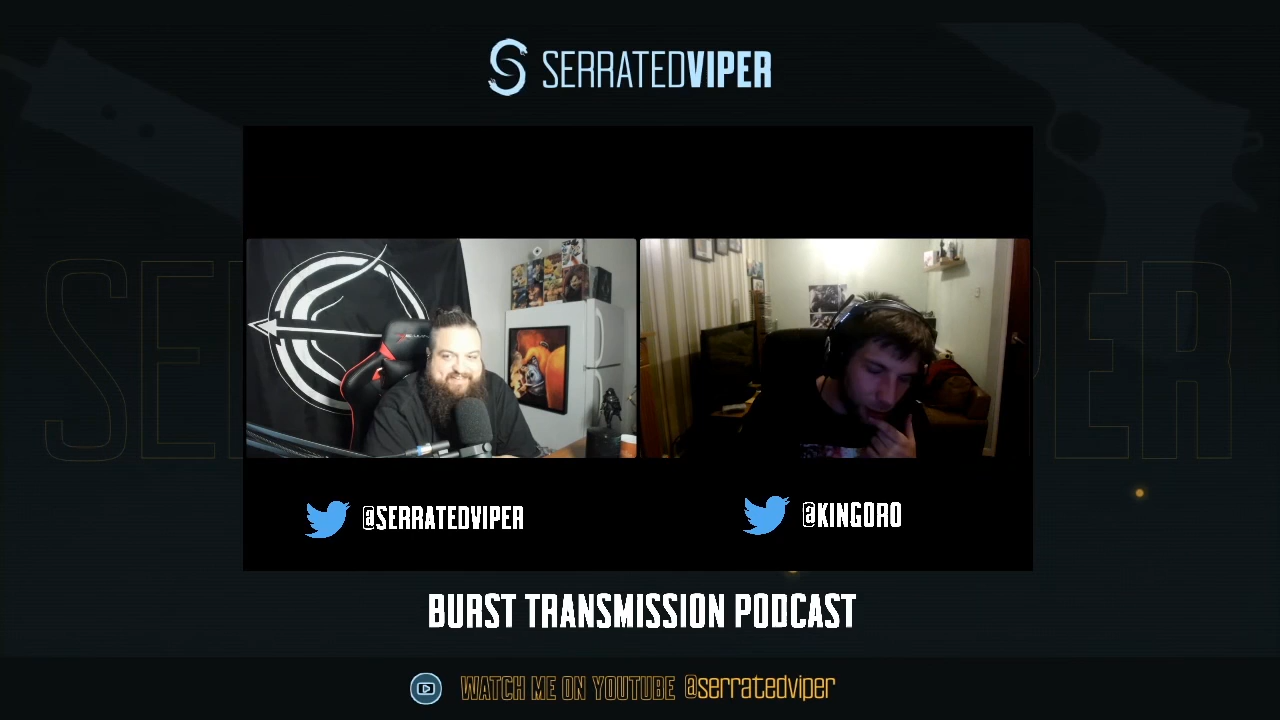 SERRATEDVIPER
@SERRATEDVIPER
@KINGORO
BURST TRANSMISSION PODCAST
WATCH ME ON YOUTUBE @serratedviper